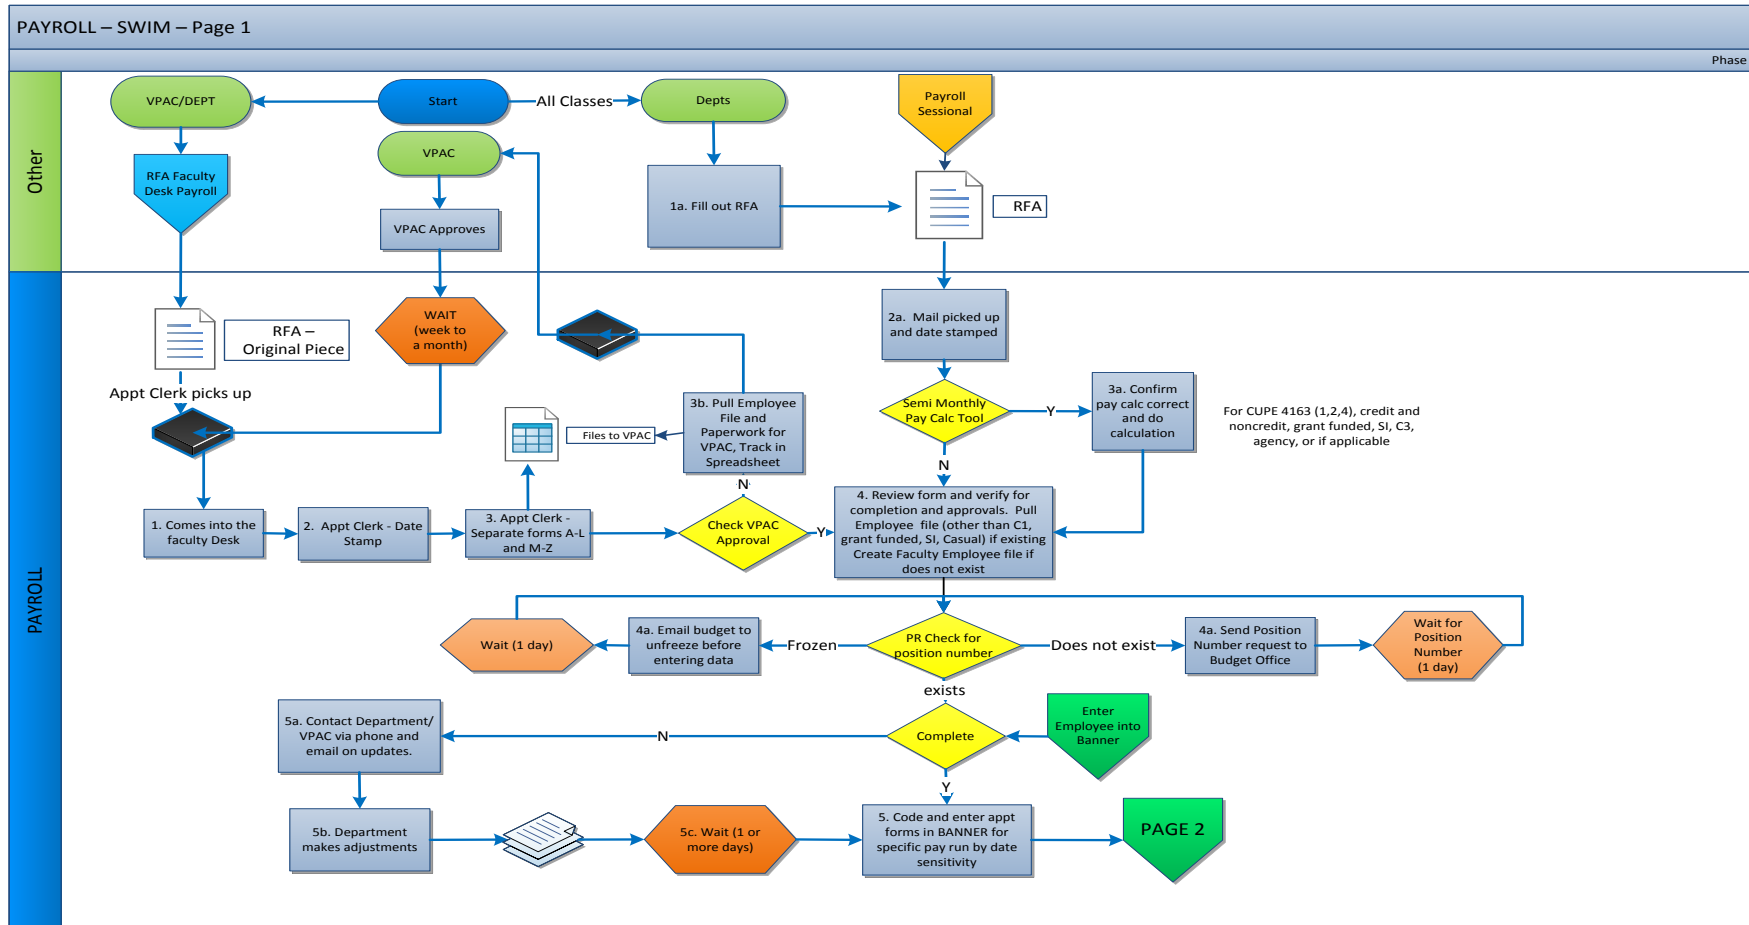 PAYROLL – SWIM – Page 1
Phase
Other
VPAC/DEPT
Start
All Classes
Depts
Payroll
Sessional
VPAC
RFA Faculty
Desk Payroll
1a. Fill out RFA
RFA
VPAC Approves
PAYROLL
RFA –
Original Piece
WAIT
(week to
a month)
2a. Mail picked up
and date stamped
Appt Clerk picks up
3b. Pull Employee
File and
Paperwork for
VPAC, Track in
Spreadsheet
Files to VPAC
Semi Monthly
Pay Calc Tool
Y
3a. Confirm
pay calc correct
and do
calculation
For CUPE 4163 (1,2,4), credit and
noncredit, grant funded, SI, C3,
agency, or if applicable
N
N
1. Comes into the
faculty Desk
2. Appt Clerk - Date
Stamp
3. Appt Clerk -
Separate forms A-L
and M-Z
Check VPAC
Approval
Y
4. Review form and verify for
completion and approvals. Pull
Employee file (other than C1,
grant funded, SI, Casual) if existing
Create Faculty Employee file if
does not exist
Wait (1 day)
4a. Email budget to
unfreeze before
entering data
Frozen
PR Check for
position number
Does not exist
4a. Send Position
Number request to
Budget Office
Wait for
Position
Number
(1 day)
exists
5a. Contact Department/
VPAC via phone and
email on updates.
N
Complete
Enter
Employee into
Banner
Y
5b. Department
makes adjustments
5c. Wait (1 or
more days)
5. Code and enter appt
forms in BANNER for
specific pay run by date
sensitivity
PAGE 2